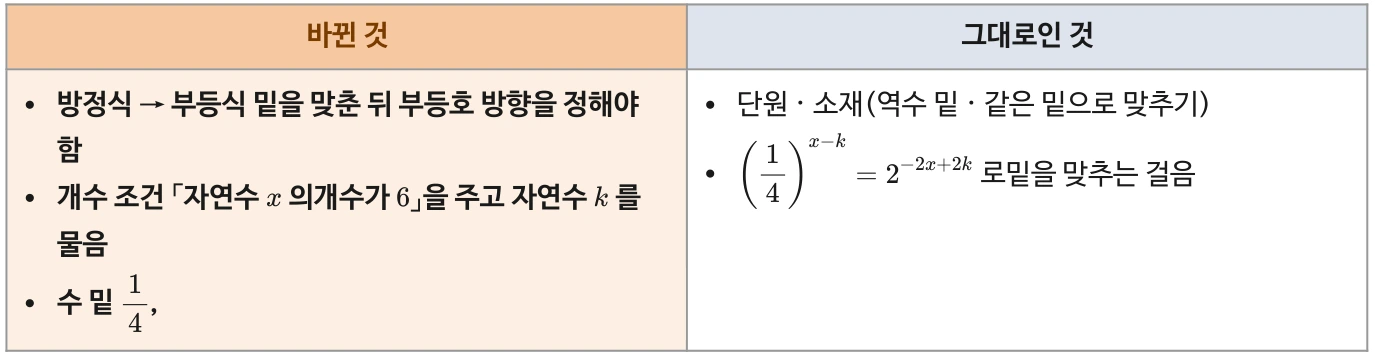 바뀐 것
그대로인 것
• 방정식 → 부등식 밑을 맞춘 뒤 부등호 방향을 정해야
함
• 개수 조건 「자연수 x 의개수가 6」을 주고 자연수 k 를
물음
• 수 밑 1/4,
• 단원 · 소재(역수 밑 · 같은 밑으로 맞추기)
• (1/4)^{x−k} = 2^{−2x+2k} 로밑을 맞추는 걸음